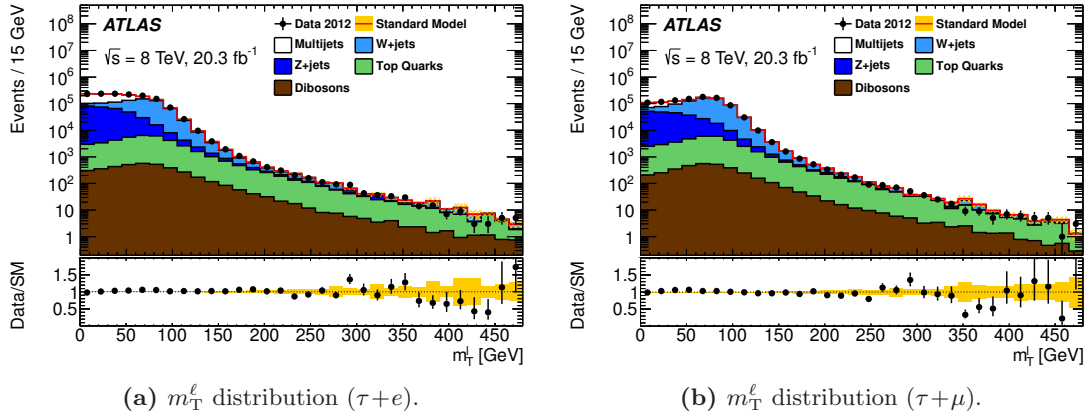 ATLAS
√s = 8 TeV, 20.3 fb⁻¹
Data 2012 Standard Model
Multijets W+jets
Z+jets Top Quarks
Dibosons
Events / 15 GeV
10⁸
10⁷
10⁶
10⁵
10⁴
10³
10²
10
1
Data/SM
1.5
1.0
0.5
0 50 100 150 200 250 300 350 400 450
m_T^l [GeV]
(a) m_T^ℓ distribution (τ+e).
ATLAS
√s = 8 TeV, 20.3 fb⁻¹
Data 2012 Standard Model
Multijets W+jets
Z+jets Top Quarks
Dibosons
Events / 15 GeV
10⁸
10⁷
10⁶
10⁵
10⁴
10³
10²
10
1
Data/SM
1.5
1.0
0.5
0 50 100 150 200 250 300 350 400 450
m_T^l [GeV]
(b) m_T^ℓ distribution (τ+μ).